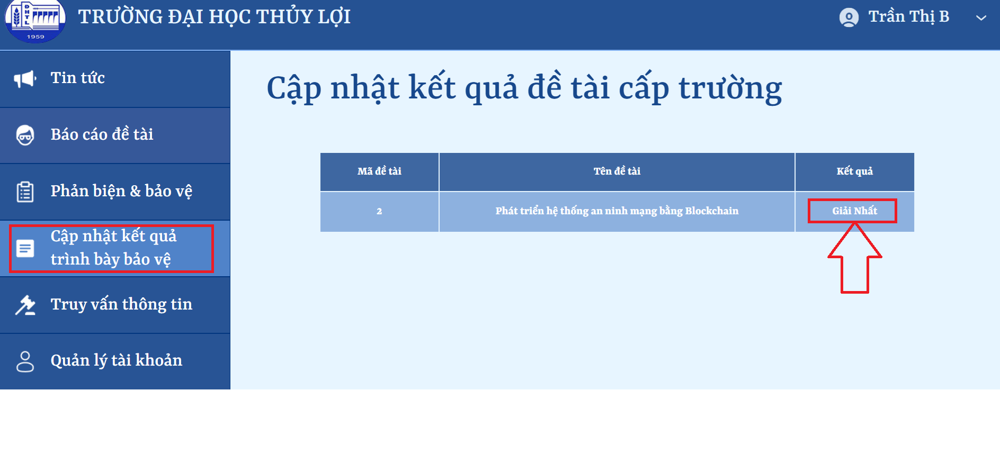 ĐHTL
1959
TRƯỜNG ĐẠI HỌC THỦY LỢI
Trần Thị B
Tin tức
Báo cáo đề tài
Phản biện & bảo vệ
Cập nhật kết quả
trình bày bảo vệ
Truy vấn thông tin
Quản lý tài khoản
Cập nhật kết quả đề tài cấp trường
Mã đề tài Tên đề tài Kết quả
2 Phát triển hệ thống an ninh mạng bằng Blockchain Giải Nhất